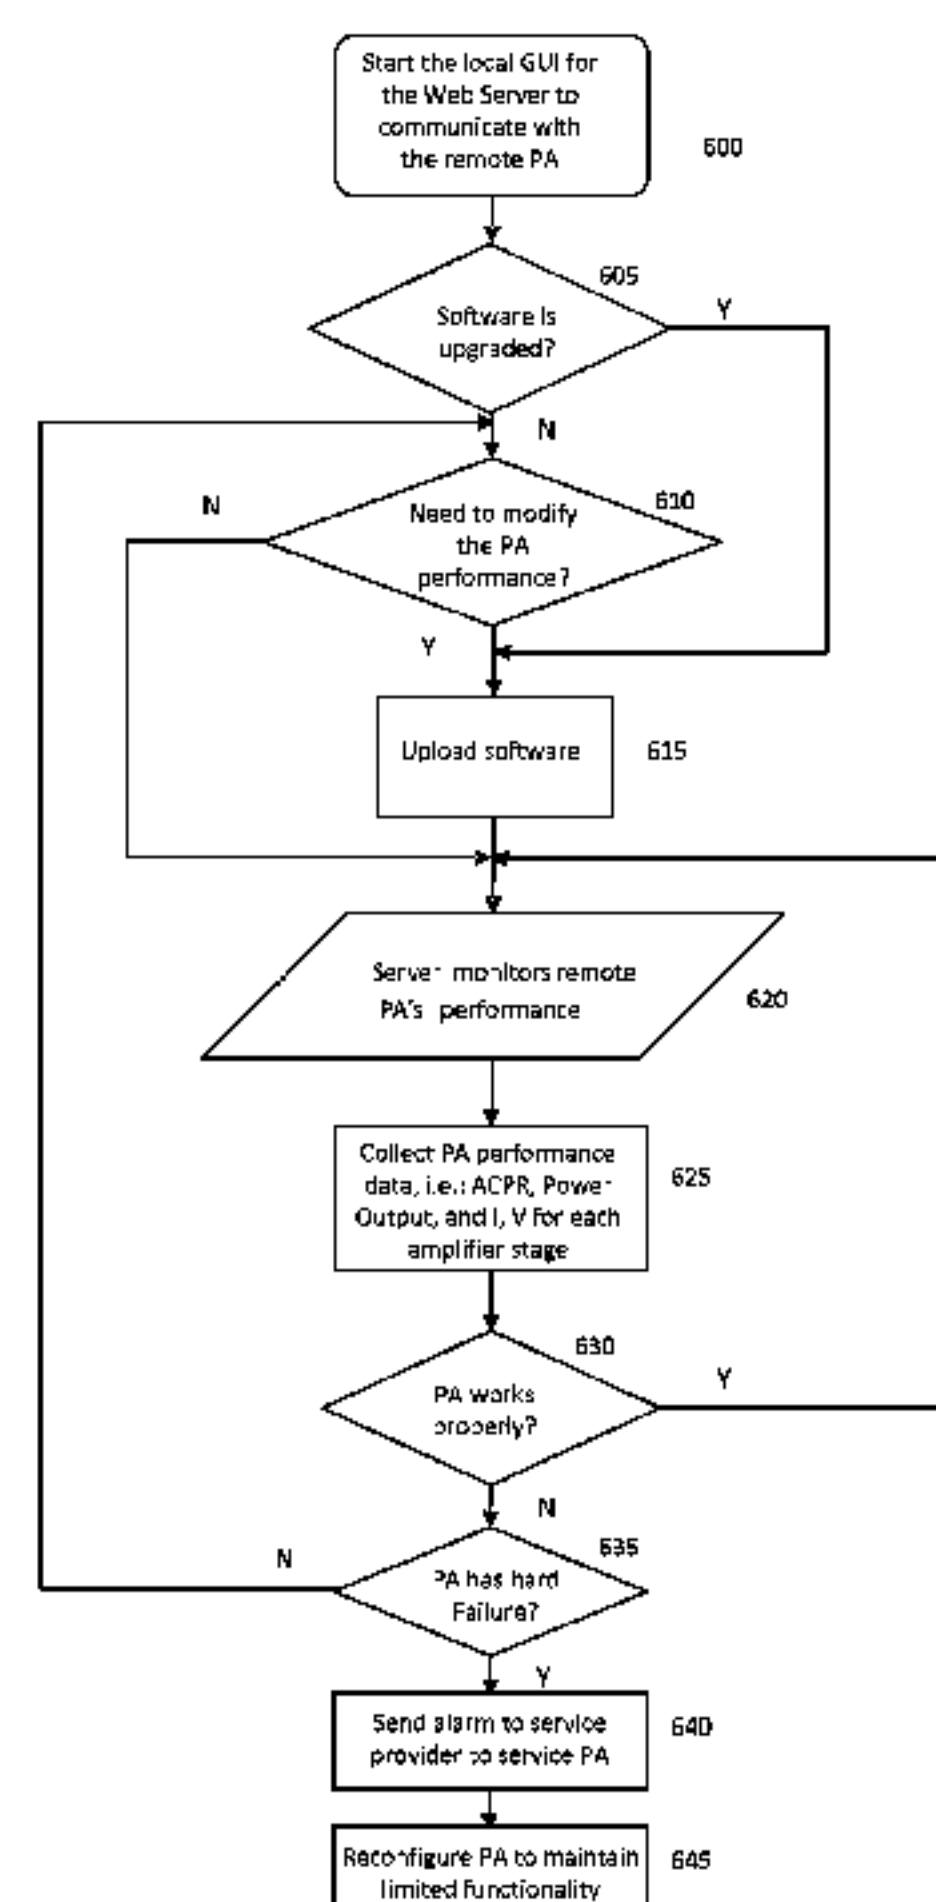 Start the local GUI for
the Web Server to
communicate with
the remote PA
600
605
Software is
upgraded?
Y
N
N
610
Need to modify
the PA
performance?
Y
Upload software
615
Server monitors remote
PA's performance
620
Collect PA performance
data, i.e.: ACPR, Power
Output, and I, V for each
amplifier stage
625
630
PA works
properly?
Y
N
635
N
PA has hard
Failure?
Y
Send alarm to service
provider to service PA
640
Reconfigure PA to maintain
limited functionality
645